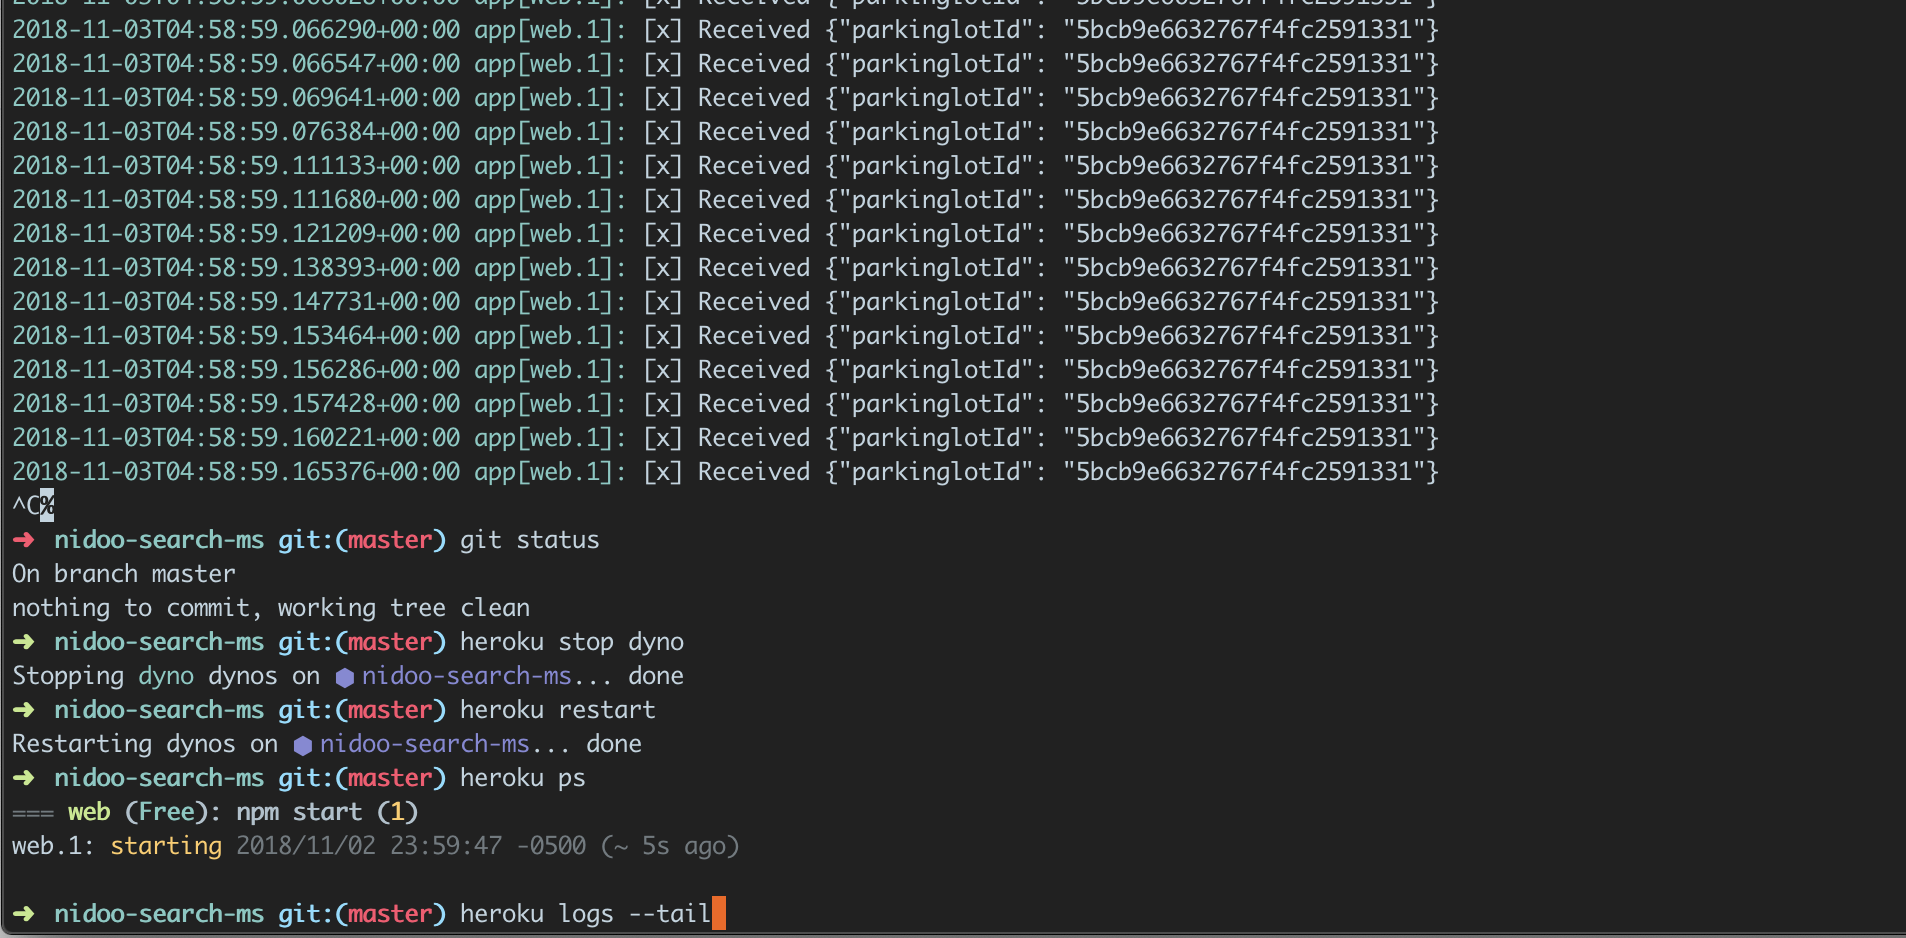 2018-11-03T04:58:59.066028+00:00 app[web.1]: [x] Received {"parkinglotId": "5bcb9e6632767f4fc2591331"}
2018-11-03T04:58:59.066290+00:00 app[web.1]: [x] Received {"parkinglotId": "5bcb9e6632767f4fc2591331"}
2018-11-03T04:58:59.066547+00:00 app[web.1]: [x] Received {"parkinglotId": "5bcb9e6632767f4fc2591331"}
2018-11-03T04:58:59.069641+00:00 app[web.1]: [x] Received {"parkinglotId": "5bcb9e6632767f4fc2591331"}
2018-11-03T04:58:59.076384+00:00 app[web.1]: [x] Received {"parkinglotId": "5bcb9e6632767f4fc2591331"}
2018-11-03T04:58:59.111133+00:00 app[web.1]: [x] Received {"parkinglotId": "5bcb9e6632767f4fc2591331"}
2018-11-03T04:58:59.111680+00:00 app[web.1]: [x] Received {"parkinglotId": "5bcb9e6632767f4fc2591331"}
2018-11-03T04:58:59.121209+00:00 app[web.1]: [x] Received {"parkinglotId": "5bcb9e6632767f4fc2591331"}
2018-11-03T04:58:59.138393+00:00 app[web.1]: [x] Received {"parkinglotId": "5bcb9e6632767f4fc2591331"}
2018-11-03T04:58:59.147731+00:00 app[web.1]: [x] Received {"parkinglotId": "5bcb9e6632767f4fc2591331"}
2018-11-03T04:58:59.153464+00:00 app[web.1]: [x] Received {"parkinglotId": "5bcb9e6632767f4fc2591331"}
2018-11-03T04:58:59.156286+00:00 app[web.1]: [x] Received {"parkinglotId": "5bcb9e6632767f4fc2591331"}
2018-11-03T04:58:59.157428+00:00 app[web.1]: [x] Received {"parkinglotId": "5bcb9e6632767f4fc2591331"}
2018-11-03T04:58:59.160221+00:00 app[web.1]: [x] Received {"parkinglotId": "5bcb9e6632767f4fc2591331"}
2018-11-03T04:58:59.165376+00:00 app[web.1]: [x] Received {"parkinglotId": "5bcb9e6632767f4fc2591331"}
^C%
➜ nidoo-search-ms git:(master) git status
On branch master
nothing to commit, working tree clean
➜ nidoo-search-ms git:(master) heroku stop dyno
Stopping dyno dynos on ⬢ nidoo-search-ms... done
➜ nidoo-search-ms git:(master) heroku restart
Restarting dynos on ⬢ nidoo-search-ms... done
➜ nidoo-search-ms git:(master) heroku ps
=== web (Free): npm start (1)
web.1: starting 2018/11/02 23:59:47 -0500 (~ 5s ago)
➜ nidoo-search-ms git:(master) heroku logs --tail